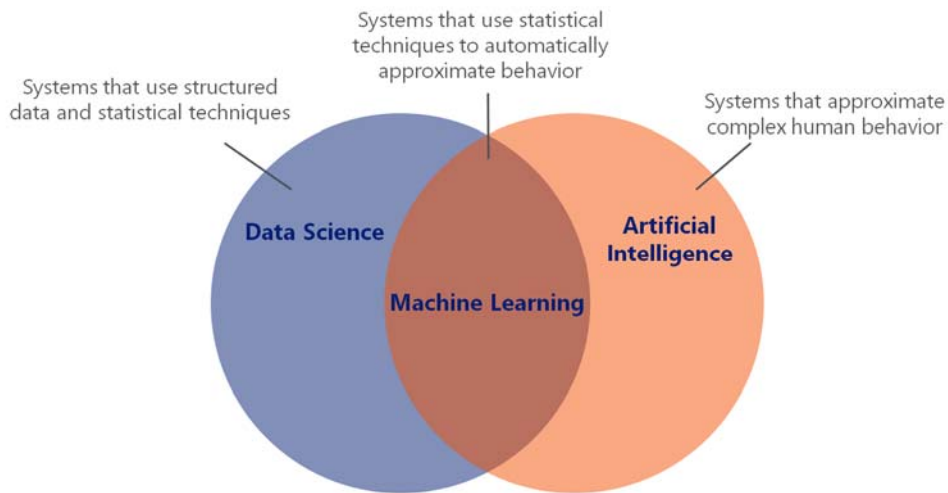 Systems that use statistical
techniques to automatically
approximate behavior
Systems that use structured
data and statistical techniques
Systems that approximate
complex human behavior
Data Science
Artificial
Intelligence
Machine Learning